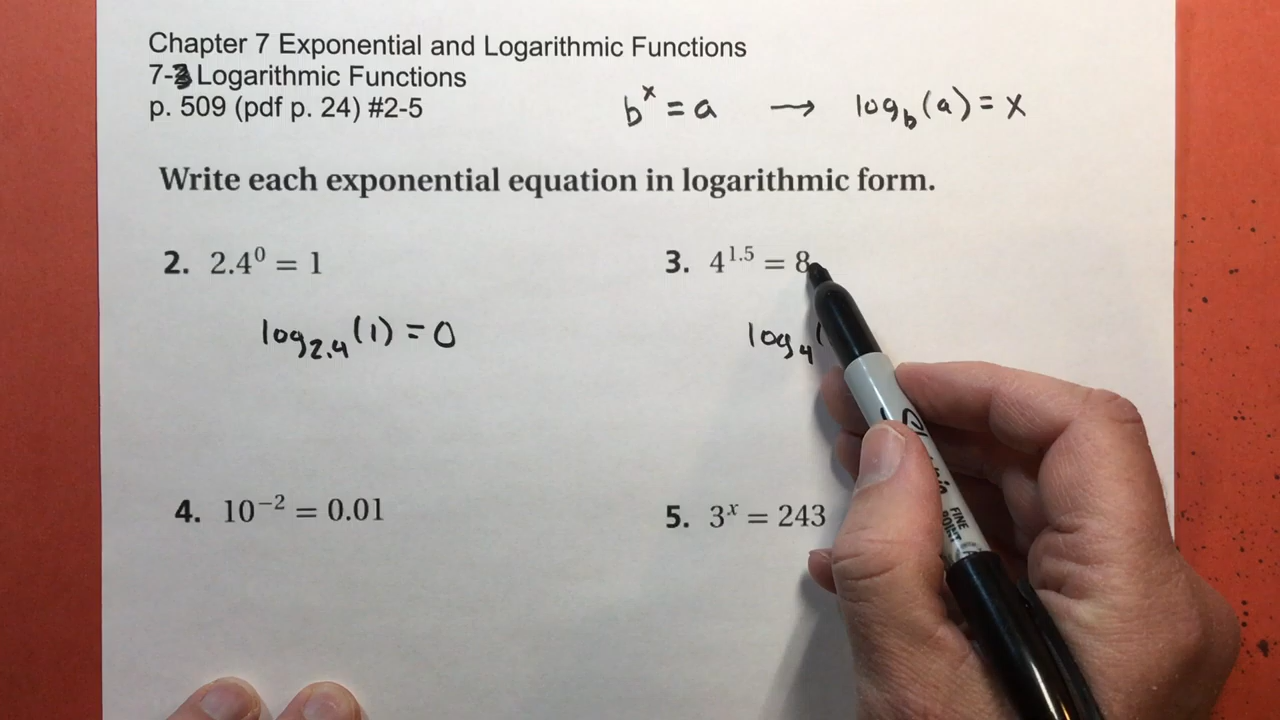 Chapter 7 Exponential and Logarithmic Functions
7-3 Logarithmic Functions
p. 509 (pdf p. 24) #2-5
b^x = a → log_b(a) = x
Write each exponential equation in logarithmic form.
2. 2.4^0 = 1
3. 4^1.5 = 8
log_2.4(1) = 0
log_4(
4. 10^−2 = 0.01
5. 3^x = 243
FINE
POINT